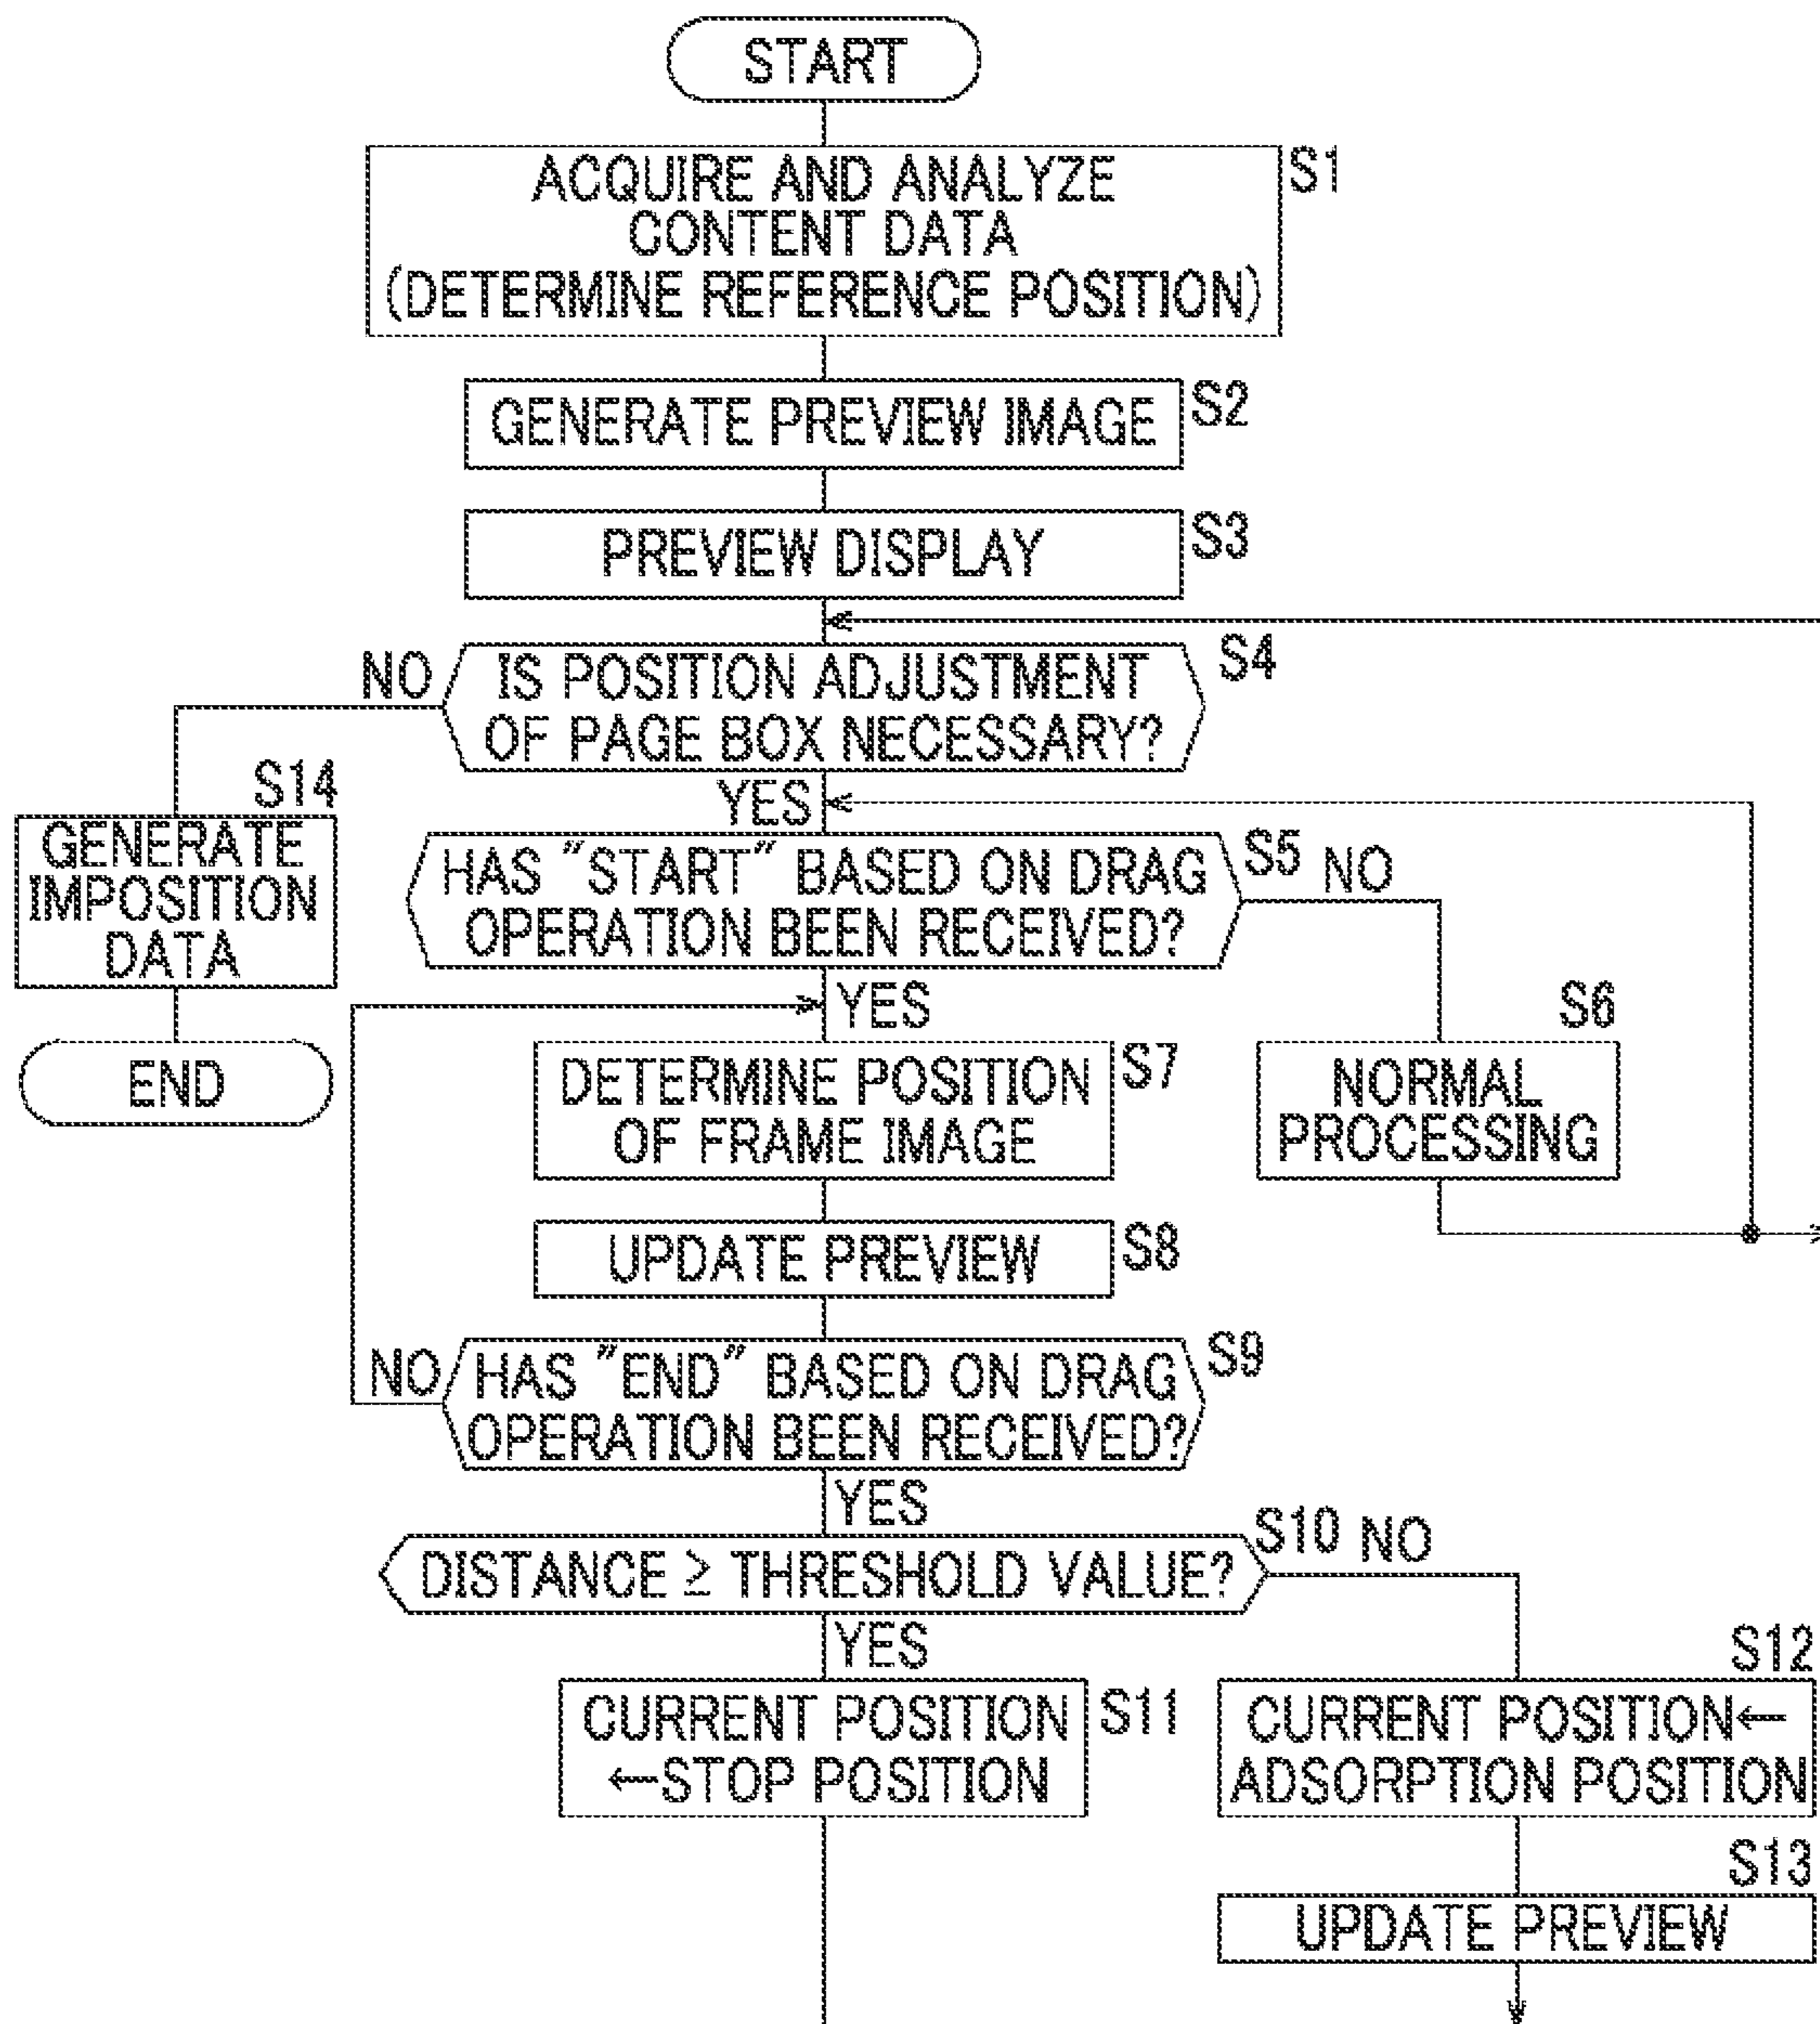 START
ACQUIRE AND ANALYZE
CONTENT DATA
(DETERMINE REFERENCE POSITION)
S1
GENERATE PREVIEW IMAGE
S2
PREVIEW DISPLAY
S3
IS POSITION ADJUSTMENT
OF PAGE BOX NECESSARY?
S4
NO
YES
S14
GENERATE
IMPOSITION
DATA
END
HAS "START" BASED ON DRAG
OPERATION BEEN RECEIVED?
S5
NO
YES
S6
NORMAL
PROCESSING
DETERMINE POSITION
OF FRAME IMAGE
S7
UPDATE PREVIEW
S8
HAS "END" BASED ON DRAG
OPERATION BEEN RECEIVED?
S9
NO
YES
DISTANCE ≥ THRESHOLD VALUE?
S10
NO
YES
CURRENT POSITION
←STOP POSITION
S11
S12
CURRENT POSITION←
ADSORPTION POSITION
S13
UPDATE PREVIEW